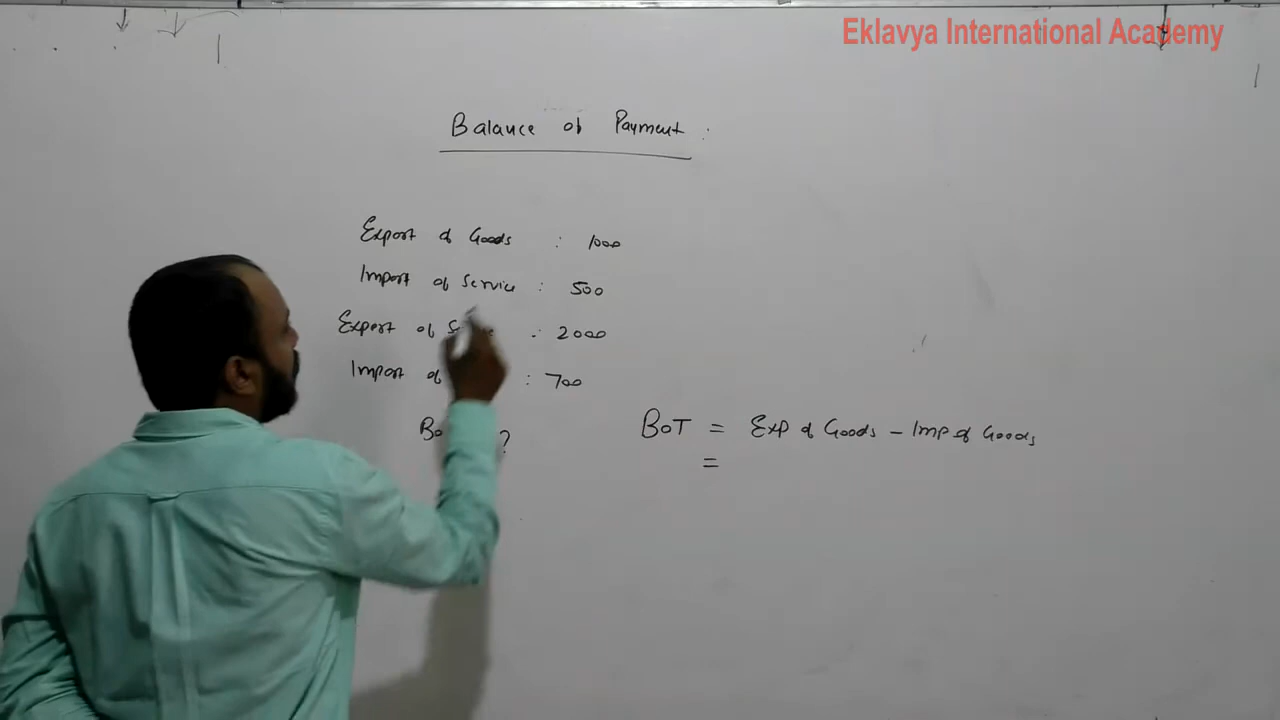 Eklavya International Academy
Balance of Payment :
Export of Goods : 1000
Import of Service : 500
Export of : 2000
Import of : 700
?
BoT = Exp of Goods - Imp of Goods
=